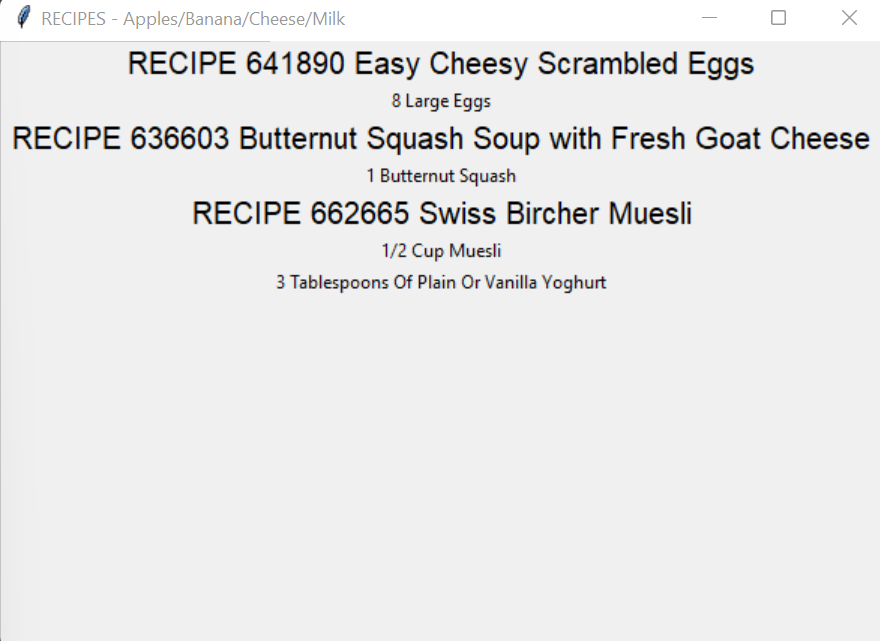 RECIPES - Apples/Banana/Cheese/Milk
RECIPE 641890 Easy Cheesy Scrambled Eggs
8 Large Eggs
RECIPE 636603 Butternut Squash Soup with Fresh Goat Cheese
1 Butternut Squash
RECIPE 662665 Swiss Bircher Muesli
1/2 Cup Muesli
3 Tablespoons Of Plain Or Vanilla Yoghurt